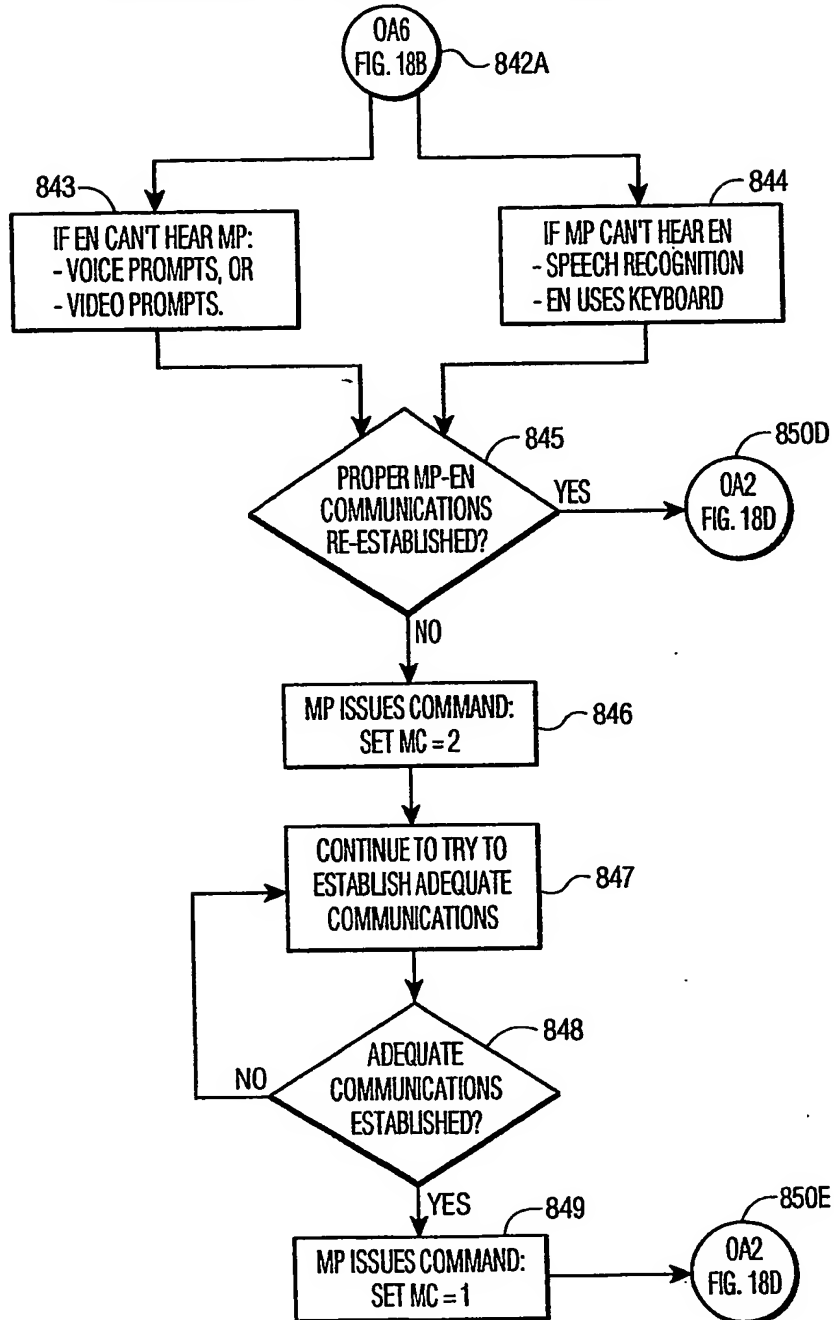 OA6
FIG. 18B
842A
843
IF EN CAN'T HEAR MP:
- VOICE PROMPTS, OR
- VIDEO PROMPTS.
844
IF MP CAN'T HEAR EN
- SPEECH RECOGNITION
- EN USES KEYBOARD
845
PROPER MP-EN
COMMUNICATIONS
RE-ESTABLISHED?
YES
850D
OA2
FIG. 18D
NO
MP ISSUES COMMAND:
SET MC = 2
846
CONTINUE TO TRY TO
ESTABLISH ADEQUATE
COMMUNICATIONS
847
848
ADEQUATE
COMMUNICATIONS
ESTABLISHED?
NO
YES
849
MP ISSUES COMMAND:
SET MC = 1
850E
OA2
FIG. 18D